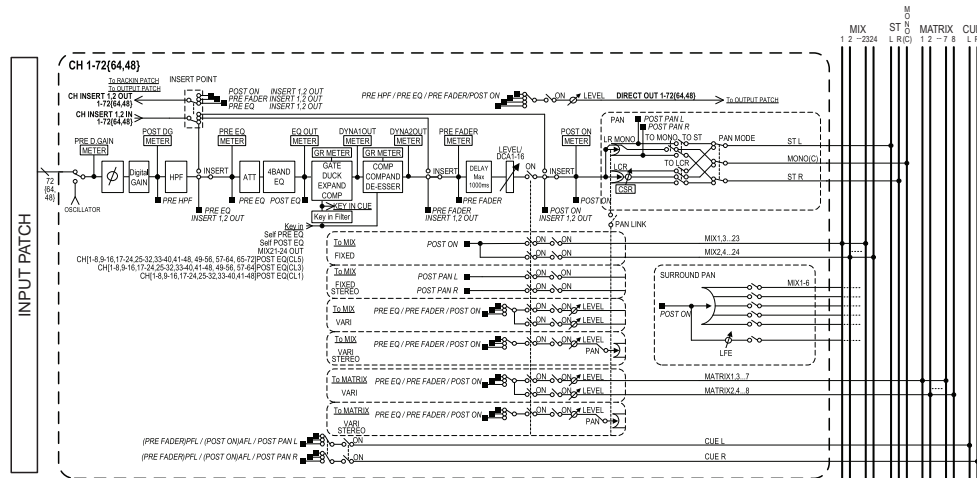 MIX
ST
MONO
MATRIX
CUE
1 2 ···2324
L R (C)
1 2 ···7 8
L R
INPUT PATCH
CH 1-72{64,48}
To RACKIN PATCH
To OUTPUT PATCH
INSERT POINT
CH INSERT 1,2 OUT
1-72{64,48}
CH INSERT 1,2 IN
1-72{64,48}
POST ON INSERT 1,2 OUT
PRE FADER INSERT 1,2 OUT
PRE EQ INSERT 1,2 OUT
PRE HPF / PRE EQ / PRE FADER/POST ON
ON
LEVEL
DIRECT OUT 1-72{64,48}
To OUTPUT PATCH
PRE D.GAIN
METER
POST DG
METER
PRE EQ
METER
EQ OUT
METER
DYNA1OUT
METER
DYNA2OUT
METER
PRE FADER
METER
LEVEL/
DCA1-16
ON
POST ON
METER
72
{64,
48}
OSCILLATOR
ϕ
Digital
GAIN
HPF
INSERT
ATT
4BAND
EQ
GR METER
GATE
DUCK
EXPAND
COMP
GR METER
COMP
COMPAND
DE-ESSER
INSERT
DELAY
Max
1000ms
INSERT
PRE HPF
PRE EQ
INSERT 1,2 OUT
PRE EQ
POST EQ
KEY IN CUE
Key in Filter
PRE FADER
INSERT 1,2 OUT
PRE FADER
POST ON
INSERT 1,2 OUT
POST ON
PAN
POST PAN L
POST PAN R
LR MONO
TO MONO
TO ST
PAN MODE
TO LCR
LCR
CSR
ST L
MONO(C)
ST R
PAN LINK
Key in
Self PRE EQ
Self POST EQ
MIX21-24 OUT
CH[1-8,9-16,17-24,25-32,33-40,41-48, 49-56, 57-64, 65-72]POST EQ(CL5)
CH[1-8,9-16,17-24,25-32,33-40,41-48, 49-56, 57-64]POST EQ(CL3)
CH[1-8,9-16,17-24,25-32,33-40,41-48]POST EQ(CL1)
To MIX
FIXED
POST ON
ON ON
ON ON
MIX1,3...23
MIX2,4...24
To MIX
FIXED
STEREO
POST PAN L
POST PAN R
ON ON
ON ON
To MIX
VARI
PRE EQ / PRE FADER / POST ON
ON ON LEVEL
ON ON LEVEL
To MIX
VARI
STEREO
PRE EQ / PRE FADER / POST ON
ON ON LEVEL
PAN
SURROUND PAN
POST ON
LFE
MIX1-6
To MATRIX
VARI
PRE EQ / PRE FADER / POST ON
ON ON LEVEL
ON ON LEVEL
MATRIX1,3...7
MATRIX2,4...8
To MATRIX
VARI
STEREO
PRE EQ / PRE FADER / POST ON
ON ON LEVEL
PAN
(PRE FADER)PFL / (POST ON)AFL / POST PAN L
ON
CUE L
(PRE FADER)PFL / (POST ON)AFL / POST PAN R
ON
CUE R